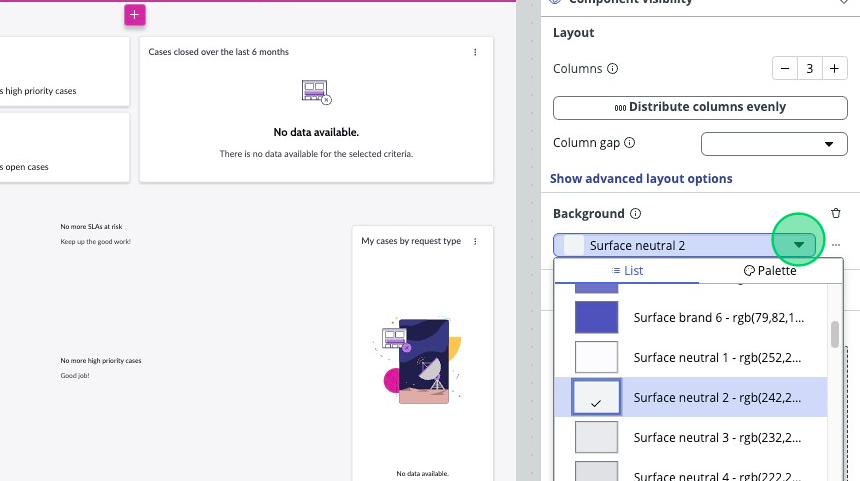 Component visibility
+
s high priority cases
s open cases
Cases closed over the last 6 months
No data available.
There is no data available for the selected criteria.
No more SLAs at risk
Keep up the good work!
No more high priority cases
Good job!
My cases by request type
No data available.
Layout
Columns
− 3 +
Distribute columns evenly
Column gap
Show advanced layout options
Background
Surface neutral 2
List
Palette
Surface brand 6 - rgb(79,82,1...
Surface neutral 1 - rgb(252,2...
Surface neutral 2 - rgb(242,2...
Surface neutral 3 - rgb(232,2...
Surface neutral 4 - rgb(222,2...